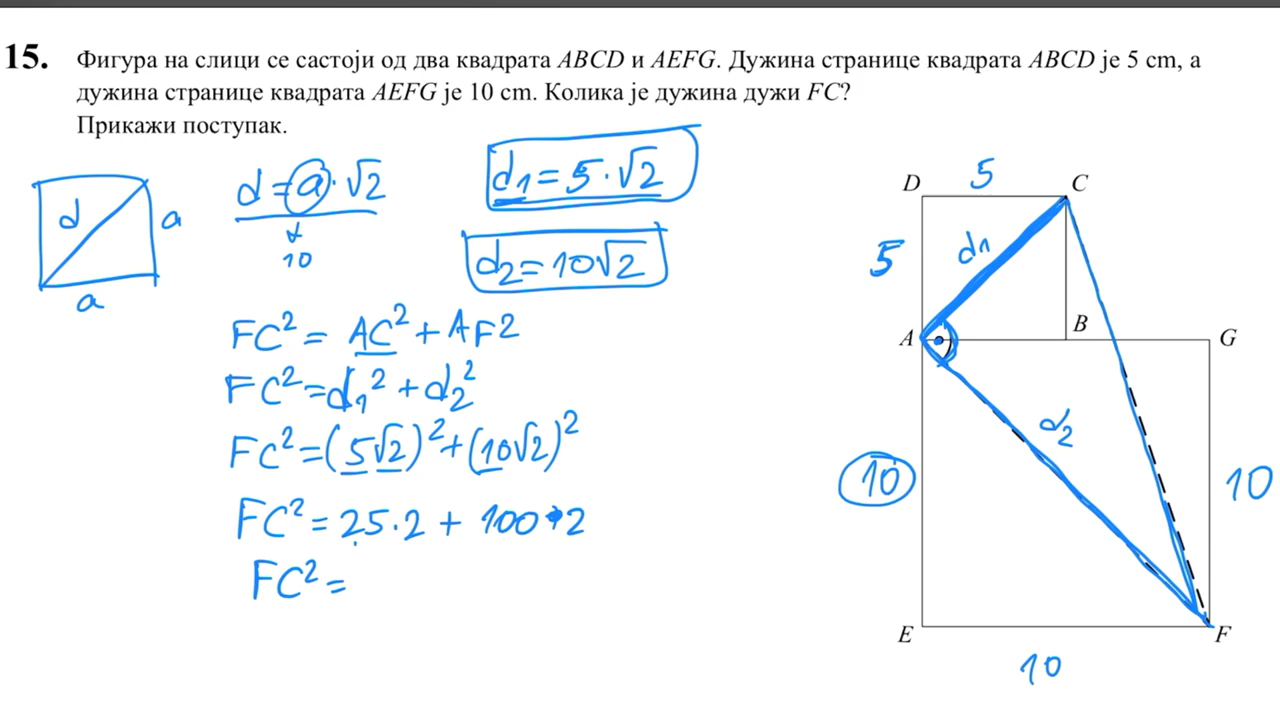 15. Фигура на слици се састоји од два квадрата ABCD и AEFG. Дужина странице квадрата ABCD је 5 cm, а
дужина странице квадрата AEFG је 10 cm. Колика је дужина дужи FC?
Прикажи поступак.
d
a
a
d = a · √2
10
d1 = 5 · √2
d2 = 10√2
FC² = AC² + AF²
FC² = d₁² + d₂²
FC² = (5√2)² + (10√2)²
FC² = 25 · 2 + 100 · 2
FC² =
D 5 C
5 d1
A B G
d2
10 10
E F
10